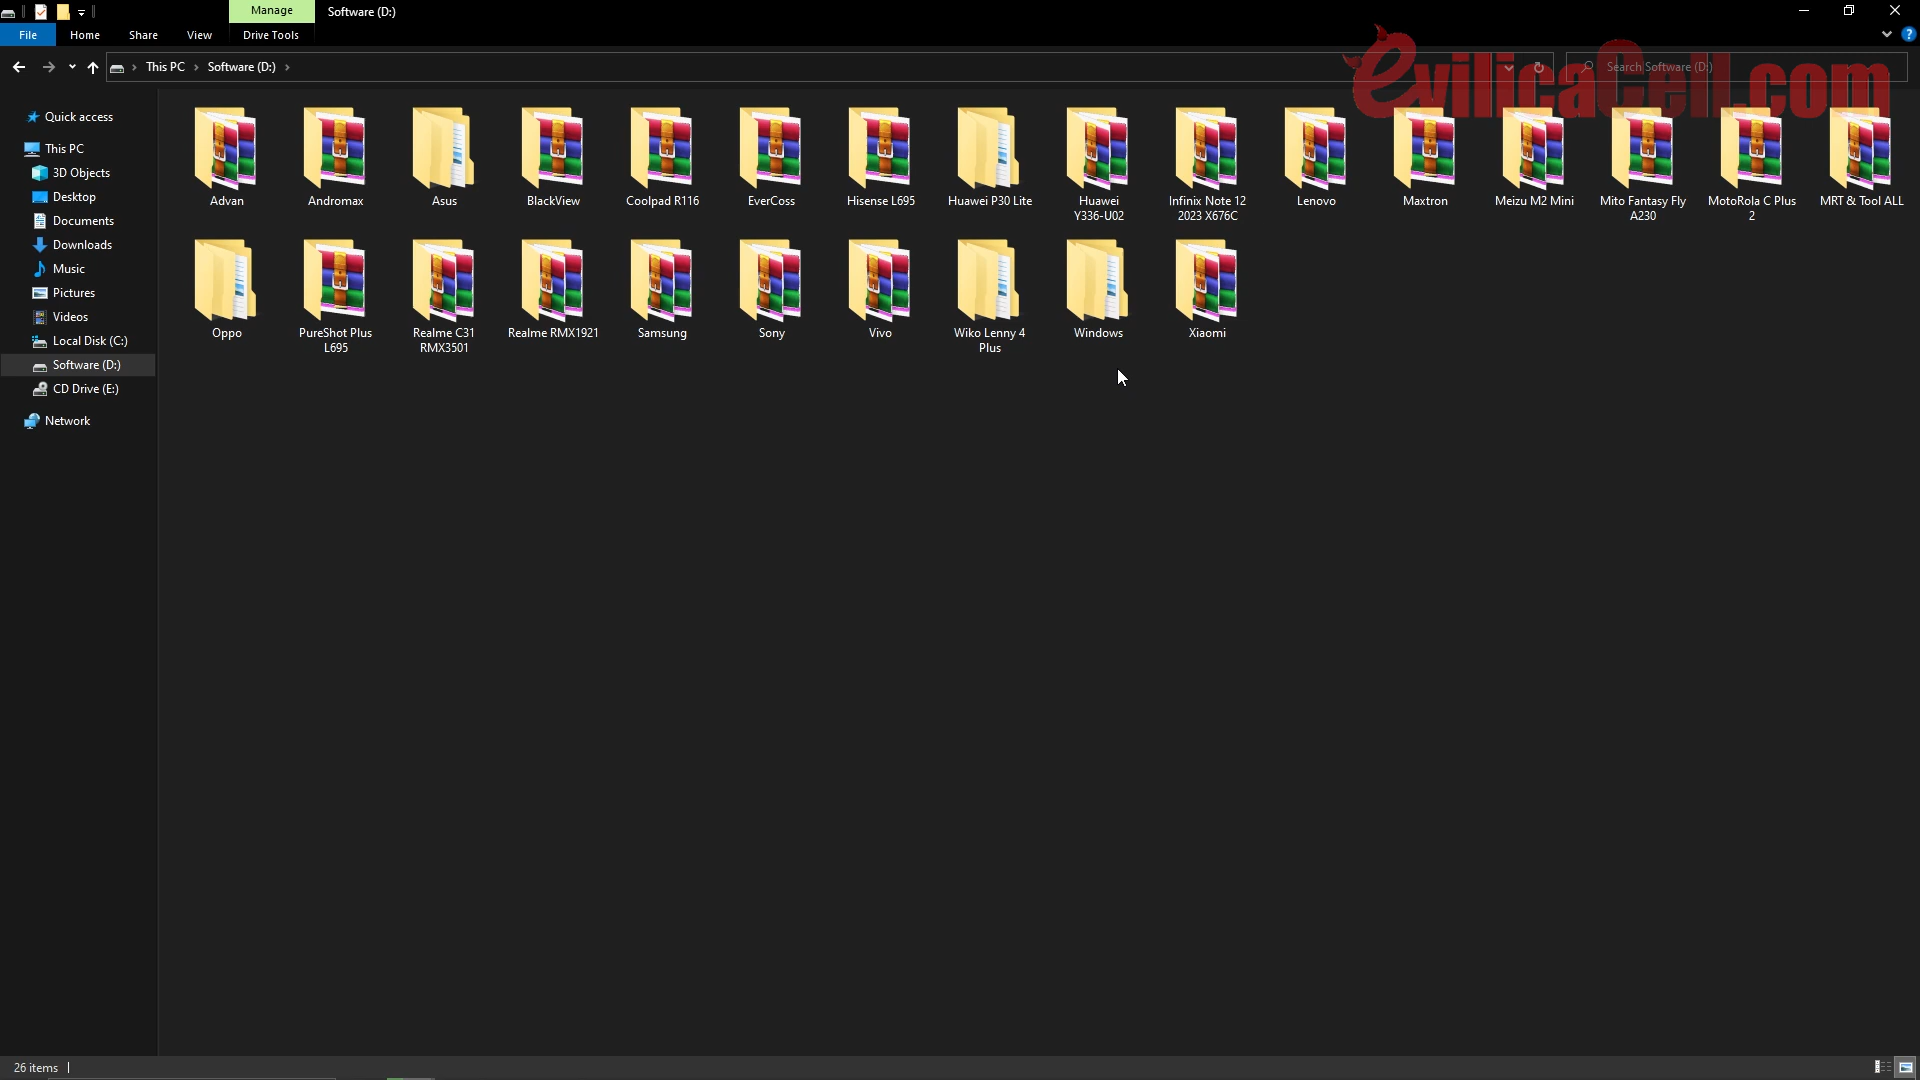 Manage
Software (D:)
File
Home
Share
View
Drive Tools
This PC
Software (D:)
Search Software (D:)
evilicaCell.com
Quick access
This PC
3D Objects
Desktop
Documents
Downloads
Music
Pictures
Videos
Local Disk (C:)
Software (D:)
CD Drive (E:)
Network
Advan
Andromax
Asus
BlackView
Coolpad R116
EverCoss
Hisense L695
Huawei P30 Lite
Huawei
Y336-U02
Infinix Note 12
2023 X676C
Lenovo
Maxtron
Meizu M2 Mini
Mito Fantasy Fly
A230
MotoRola C Plus
2
MRT & Tool ALL
Oppo
PureShot Plus
L695
Realme C31
RMX3501
Realme RMX1921
Samsung
Sony
Vivo
Wiko Lenny 4
Plus
Windows
Xiaomi
26 items